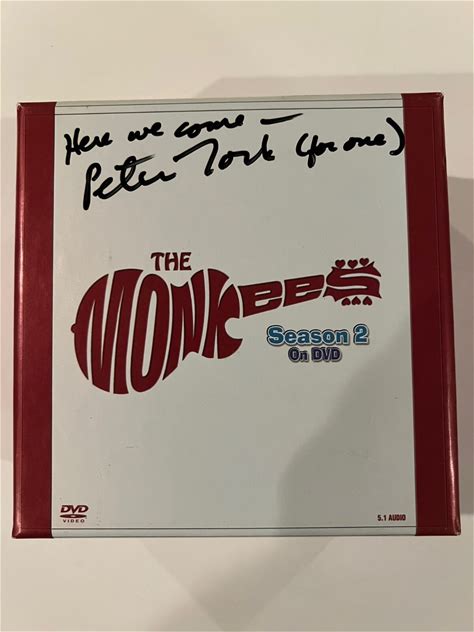 Here we come —
Peter Tork (for one)
THE
MONKEES
Season 2
On DVD
DVD
VIDEO
5.1 AUDIO